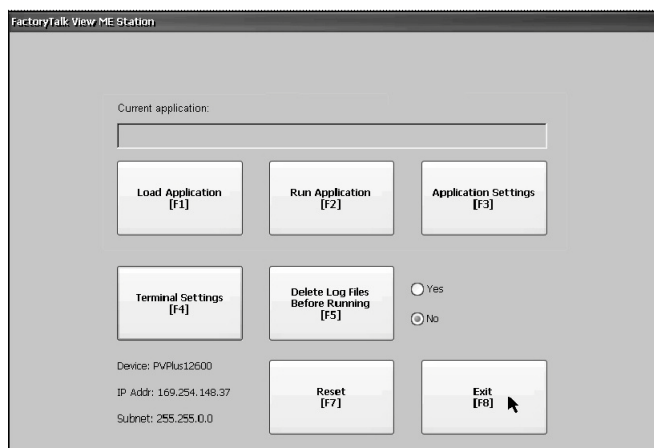 FactoryTalk View ME Station
Current application:
Load Application
[F1]
Run Application
[F2]
Application Settings
[F3]
Terminal Settings
[F4]
Delete Log Files
Before Running
[F5]
Yes
No
Device: PVPlus12600
IP Addr: 169.254.148.37
Subnet: 255.255.0.0
Reset
[F7]
Exit
[F8]